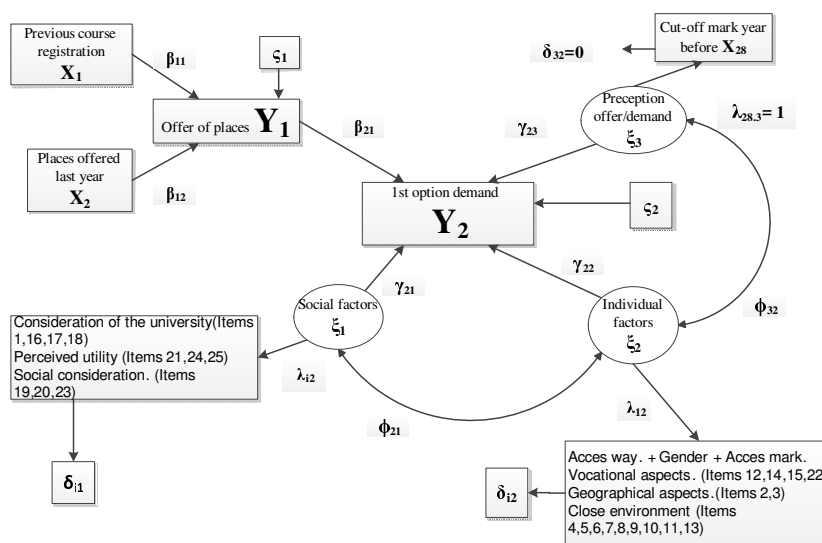 Previous course
registration
X1
β11
ς1
δ32=0
Cut-off mark year
before X28
Offer of places Y1
β21
Preception
offer/demand
ξ3
λ28.3= 1
γ23
Places offered
last year
X2
β12
1st option demand
Y2
ς2
γ21
γ22
Social factors
ξ1
Individual
factors
ξ2
ϕ32
Consideration of the university(Items
1,16,17,18)
Perceived utility (Items 21,24,25)
Social consideration. (Items
19,20,23)
λi2
ϕ21
λ12
δi1
δi2
Acces way. + Gender + Acces mark.
Vocational aspects. (Items 12,14,15,22
Geographical aspects.(Items 2,3)
Close environment (Items
4,5,6,7,8,9,10,11,13)